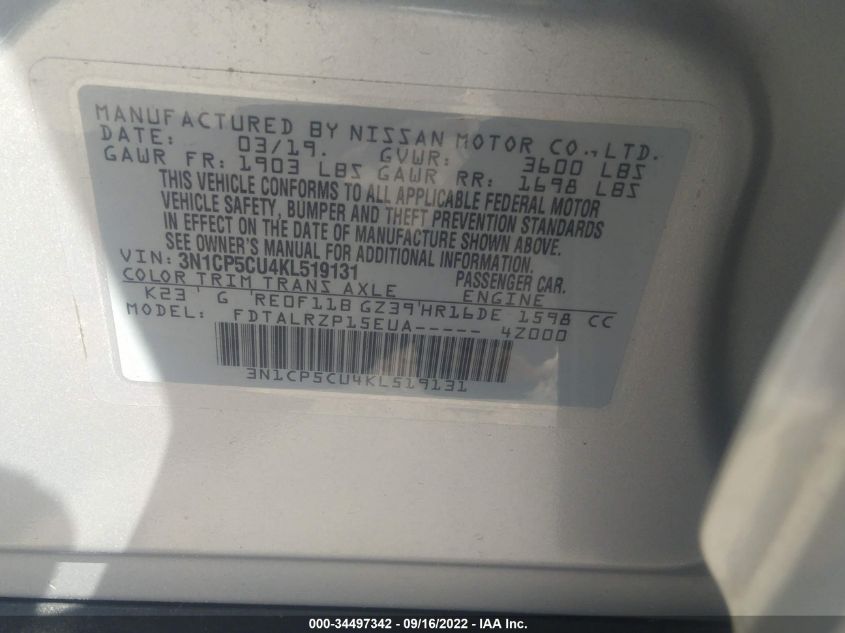 MANUFACTURED BY NISSAN MOTOR CO.,LTD.
DATE: 03/19. GVWR: 3600 LBS
GAWR FR: 1903 LBS GAWR RR: 1698 LBS
THIS VEHICLE CONFORMS TO ALL APPLICABLE FEDERAL MOTOR
VEHICLE SAFETY, BUMPER AND THEFT PREVENTION STANDARDS
IN EFFECT ON THE DATE OF MANUFACTURE SHOWN ABOVE.
SEE OWNER'S MANUAL FOR ADDITIONAL INFORMATION.
VIN: 3N1CP5CU4KL519131 PASSENGER CAR.
COLOR TRIM TRANS AXLE ENGINE
K23' G 'RE0F11B GZ39'HR16DE 1598 CC
MODEL: FDTALRZP15EUA----- 4Z000
3N1CP5CU4KL519131
000-34497342 / 09/16/2022 - IAA Inc.